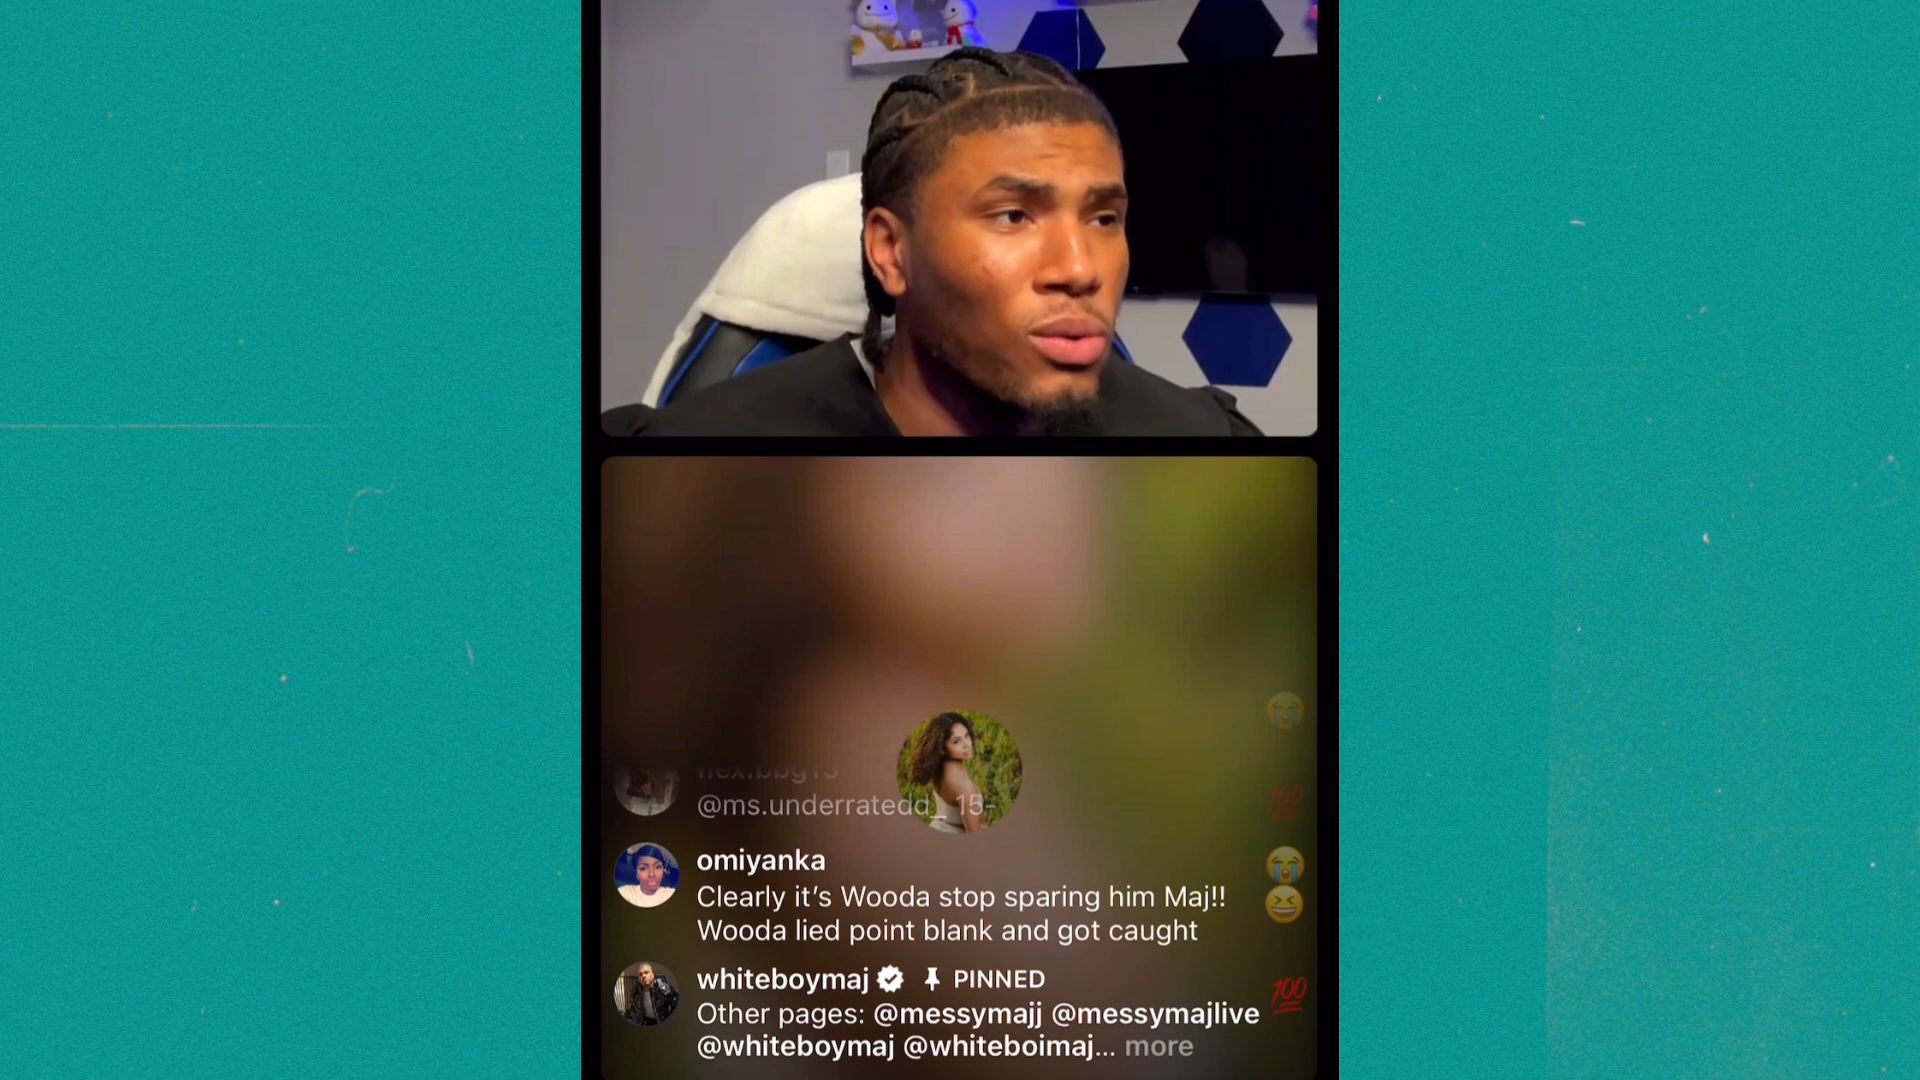 @ms.underratedd_ 15-
omiyanka
Clearly it’s Wooda stop sparing him Maj!!
Wooda lied point blank and got caught
whiteboymaj PINNED
Other pages: @messymajj @messymajlive
@whiteboymaj @whiteboimaj... more